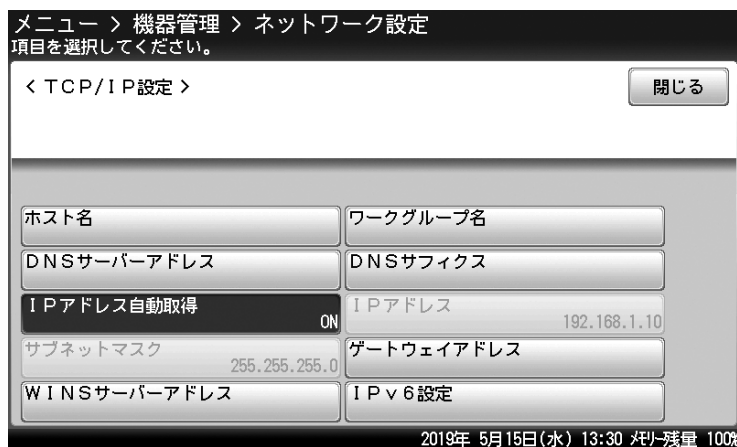 メニュー > 機器管理 > ネットワーク設定
項目を選択してください。
<TCP/IP設定>
閉じる
ホスト名
ワークグループ名
DNSサーバーアドレス
DNSサフィクス
IPアドレス自動取得
ON
IPアドレス
192.168.1.10
サブネットマスク
255.255.255.0
ゲートウェイアドレス
WINSサーバーアドレス
IPv6設定
2019年 5月15日(水) 13:30 メモリー残量 100%